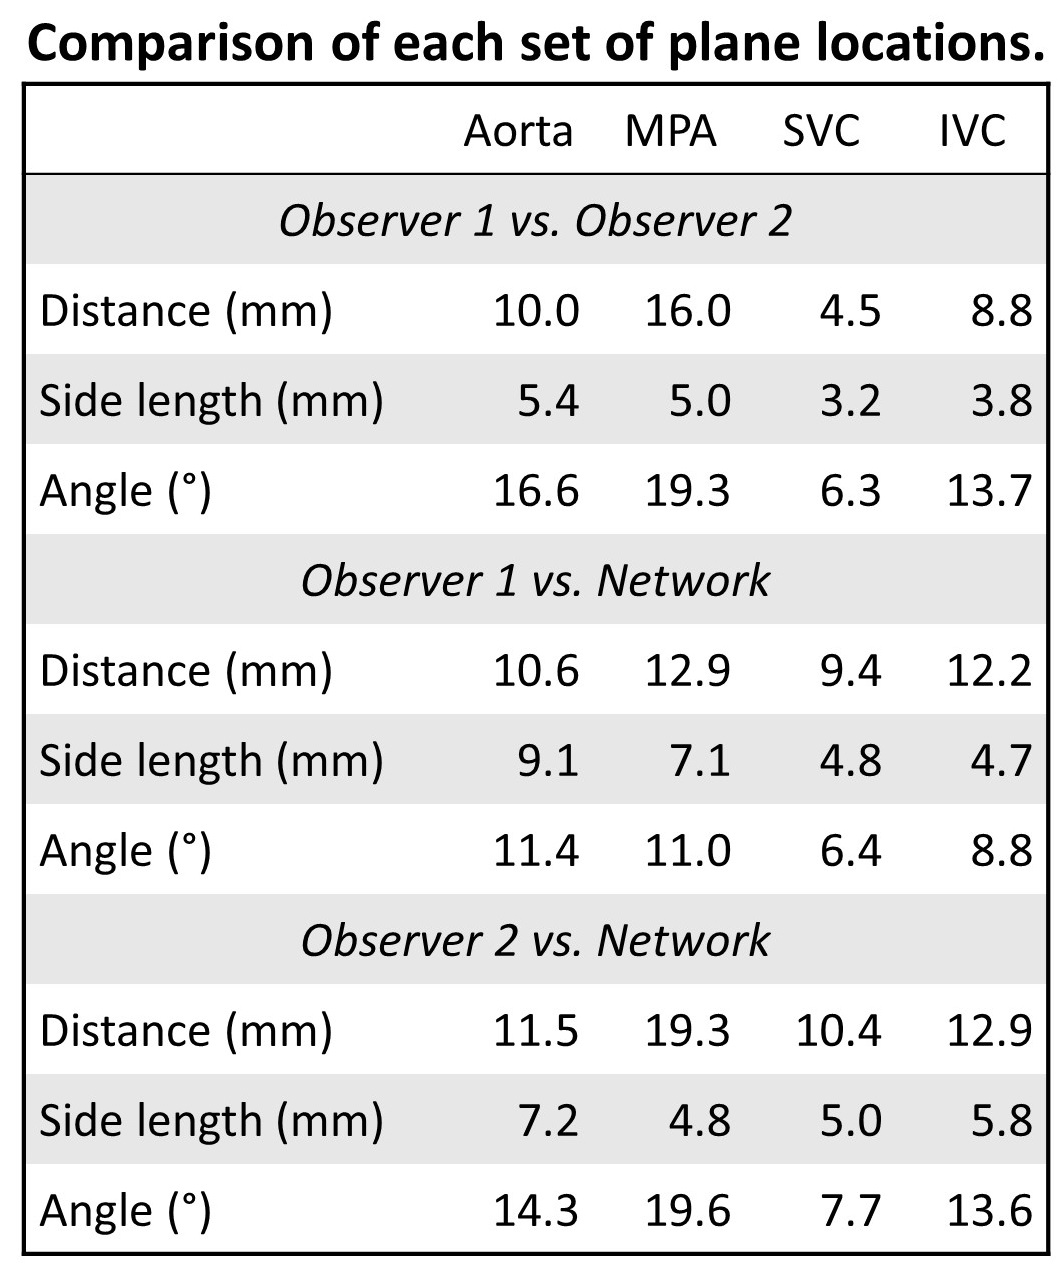 Comparison of each set of plane locations.
Aorta MPA SVC IVC
Observer 1 vs. Observer 2
Distance (mm) 10.0 16.0 4.5 8.8
Side length (mm) 5.4 5.0 3.2 3.8
Angle (°) 16.6 19.3 6.3 13.7
Observer 1 vs. Network
Distance (mm) 10.6 12.9 9.4 12.2
Side length (mm) 9.1 7.1 4.8 4.7
Angle (°) 11.4 11.0 6.4 8.8
Observer 2 vs. Network
Distance (mm) 11.5 19.3 10.4 12.9
Side length (mm) 7.2 4.8 5.0 5.8
Angle (°) 14.3 19.6 7.7 13.6